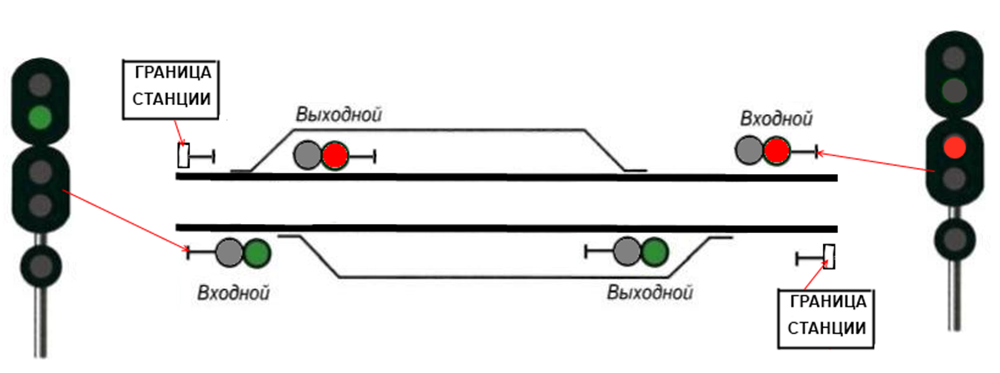 ГРАНИЦА
СТАНЦИИ
Выходной
Входной
Входной
Выходной
ГРАНИЦА
СТАНЦИИ